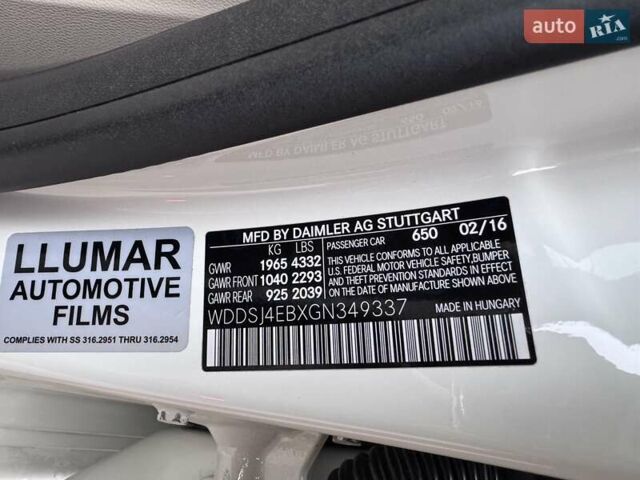 auto RIA .com
MFD BY DAIMLER AG STUTTGART
KG LBS PASSENGER CAR 650 02/16
GVWR 1965 4332
GAWR FRONT 1040 2293
GAWR REAR 925 2039
THIS VEHICLE CONFORMS TO ALL APPLICABLE
U.S. FEDERAL MOTOR VEHICLE SAFETY, BUMPER,
AND THEFT PREVENTION STANDARDS IN EFFECT
ON THE DATE OF MANUFACTURE SHOWN ABOVE.
WDDSJ4EBXGN349337 MADE IN HUNGARY
LLUMAR
AUTOMOTIVE
FILMS
COMPLIES WITH SS 316.2951 THRU 316.2954